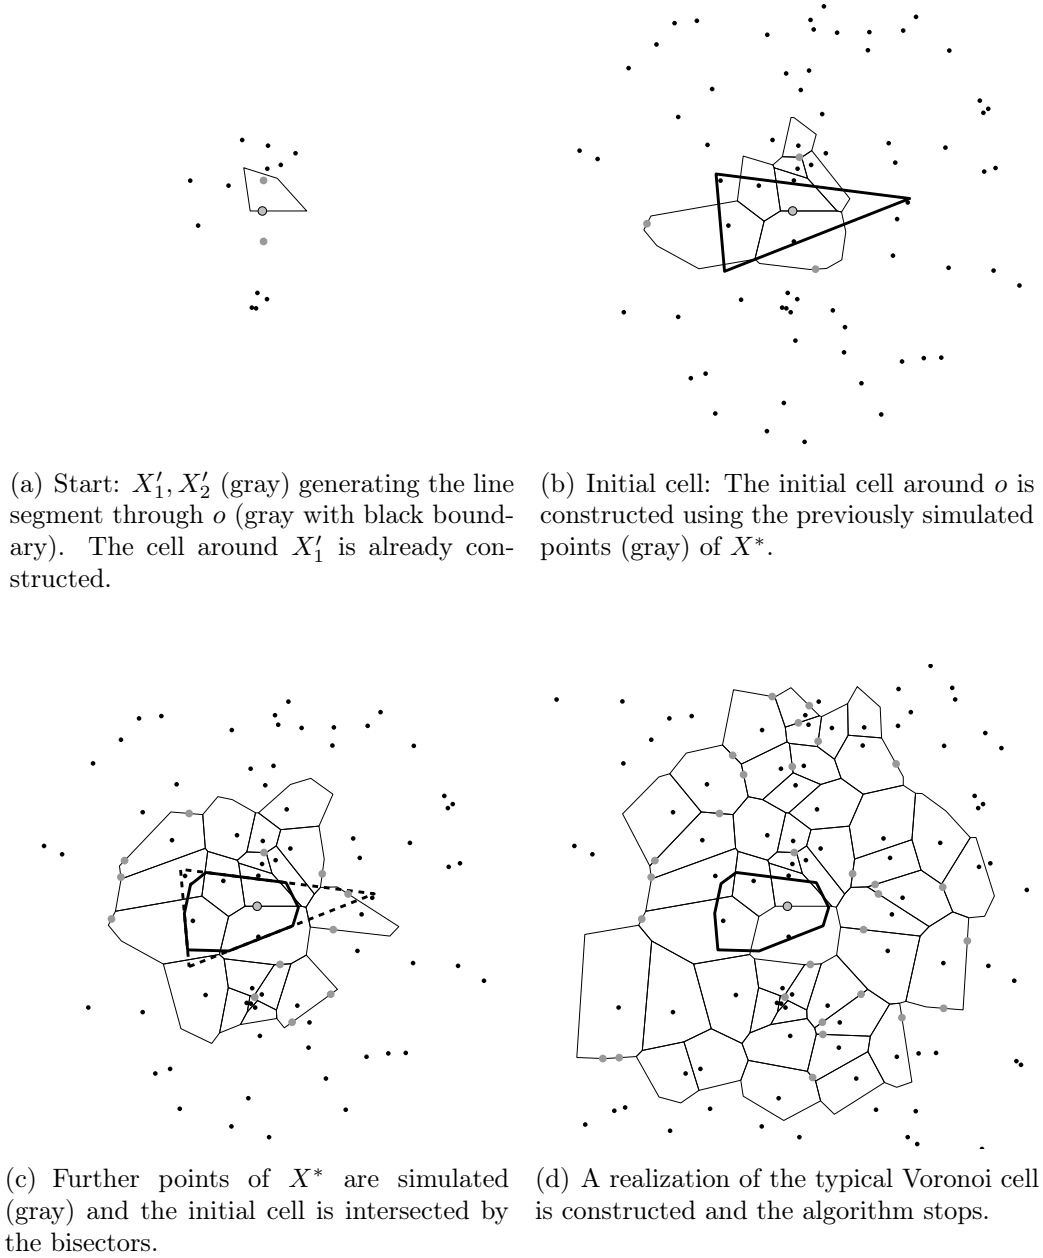 (a) Start: X′₁, X′₂ (gray) generating the line
segment through o (gray with black bound-
ary). The cell around X′₁ is already con-
structed.
(b) Initial cell: The initial cell around o is
constructed using the previously simulated
points (gray) of X*.
(c) Further points of X* are simulated
(gray) and the initial cell is intersected by
the bisectors.
(d) A realization of the typical Voronoi cell
is constructed and the algorithm stops.